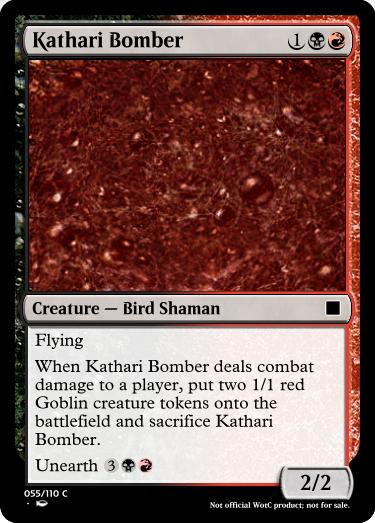 Kathari Bomber 1
Creature — Bird Shaman
Flying
When Kathari Bomber deals combat
damage to a player, put two 1/1 red
Goblin creature tokens onto the
battlefield and sacrifice Kathari
Bomber.
Unearth 3
2/2
055/110 C
Not official WotC product; not for sale.